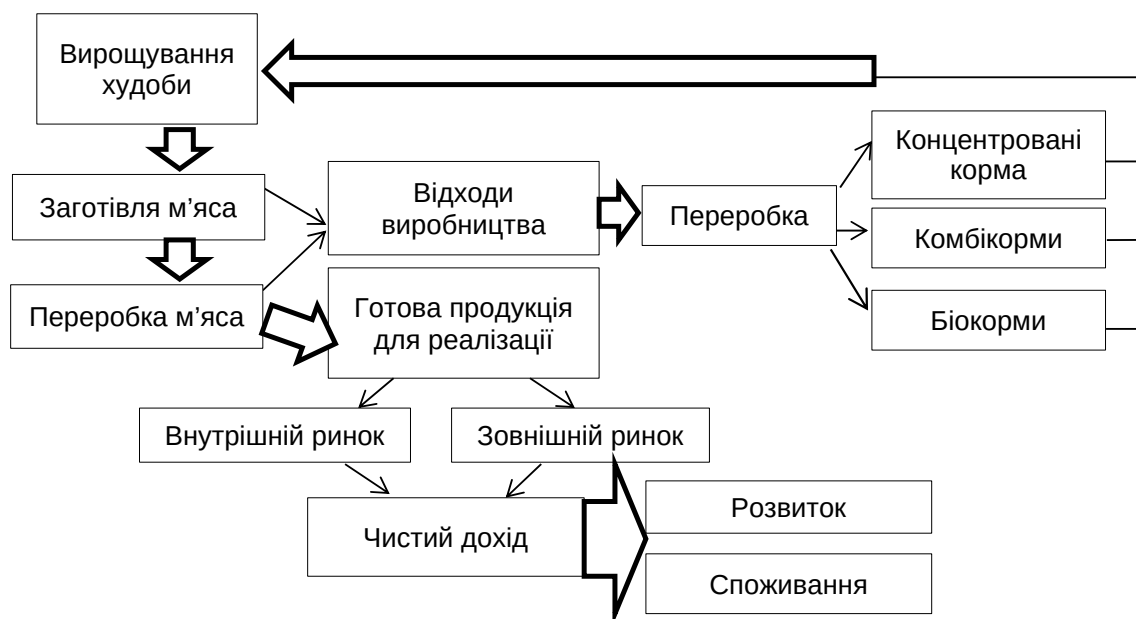 Вирощування
худоби
Заготівля м’яса
Переробка м’яса
Відходи
виробництва
Готова продукція
для реалізації
Переробка
Концентровані
корма
Комбікорми
Біокорми
Внутрішній ринок
Зовнішній ринок
Чистий дохід
Розвиток
Споживання